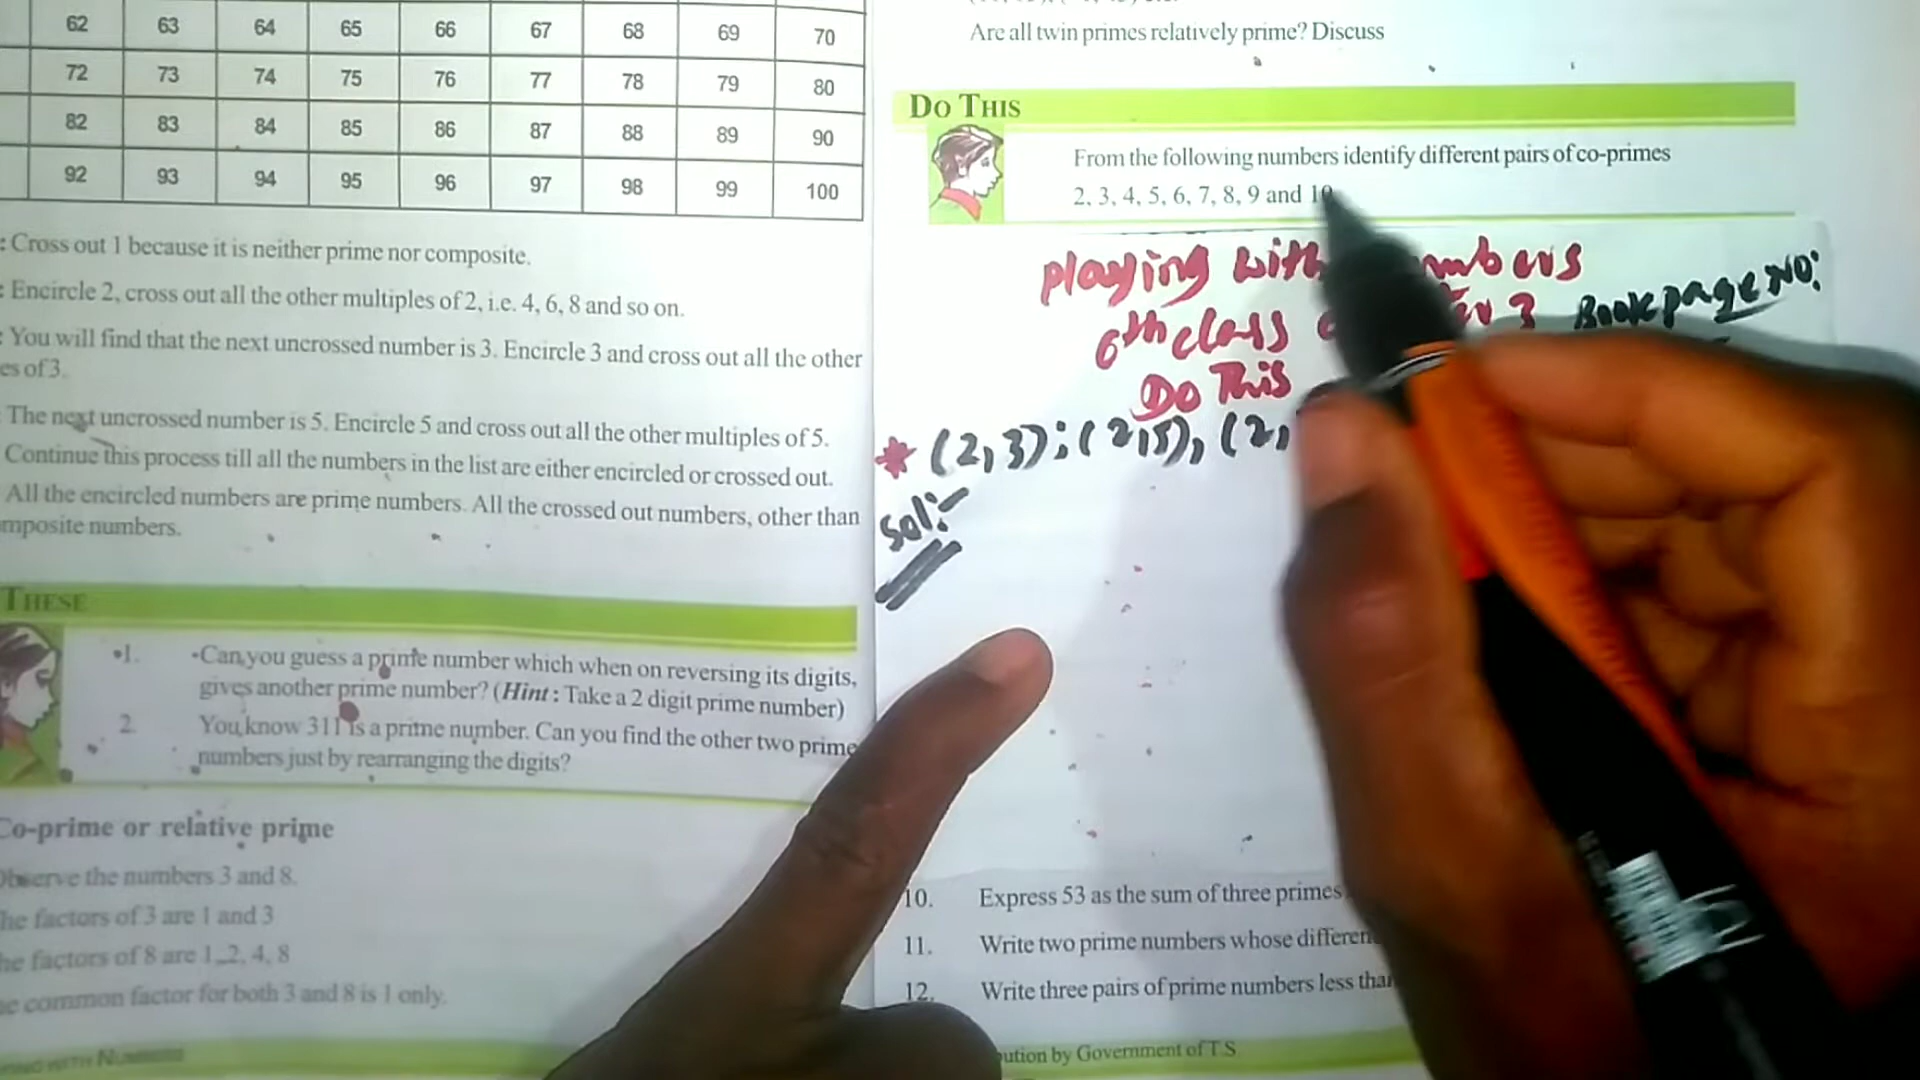 62 63 64 65 66 67 68 69 70
72 73 74 75 76 77 78 79 80
82 83 84 85 86 87 88 89 90
92 93 94 95 96 97 98 99 100
: Cross out 1 because it is neither prime nor composite.
: Encircle 2, cross out all the other multiples of 2, i.e. 4, 6, 8 and so on.
: You will find that the next uncrossed number is 3. Encircle 3 and cross out all the other
es of 3.
The next uncrossed number is 5. Encircle 5 and cross out all the other multiples of 5.
Continue this process till all the numbers in the list are either encircled or crossed out.
All the encircled numbers are prime numbers. All the crossed out numbers, other than
mposite numbers.
THESE
1. Can you guess a prime number which when on reversing its digits,
gives another prime number? (Hint : Take a 2 digit prime number)
2. You know 311 is a prime number. Can you find the other two prime
numbers just by rearranging the digits?
Co-prime or relative prime
Observe the numbers 3 and 8.
The factors of 3 are 1 and 3
he factors of 8 are 1, 2, 4, 8
e common factor for both 3 and 8 is 1 only.
WITH NUMBERS
Are all twin primes relatively prime? Discuss
DO THIS
From the following numbers identify different pairs of co-primes
2, 3, 4, 5, 6, 7, 8, 9 and 10
playing with mbers
6th class 3 Book page No:
Do This
* (2,3); (2,5), (2,
Sol:-
10. Express 53 as the sum of three primes
11. Write two prime numbers whose differen
12. Write three pairs of prime numbers less than
ution by Government of T.S